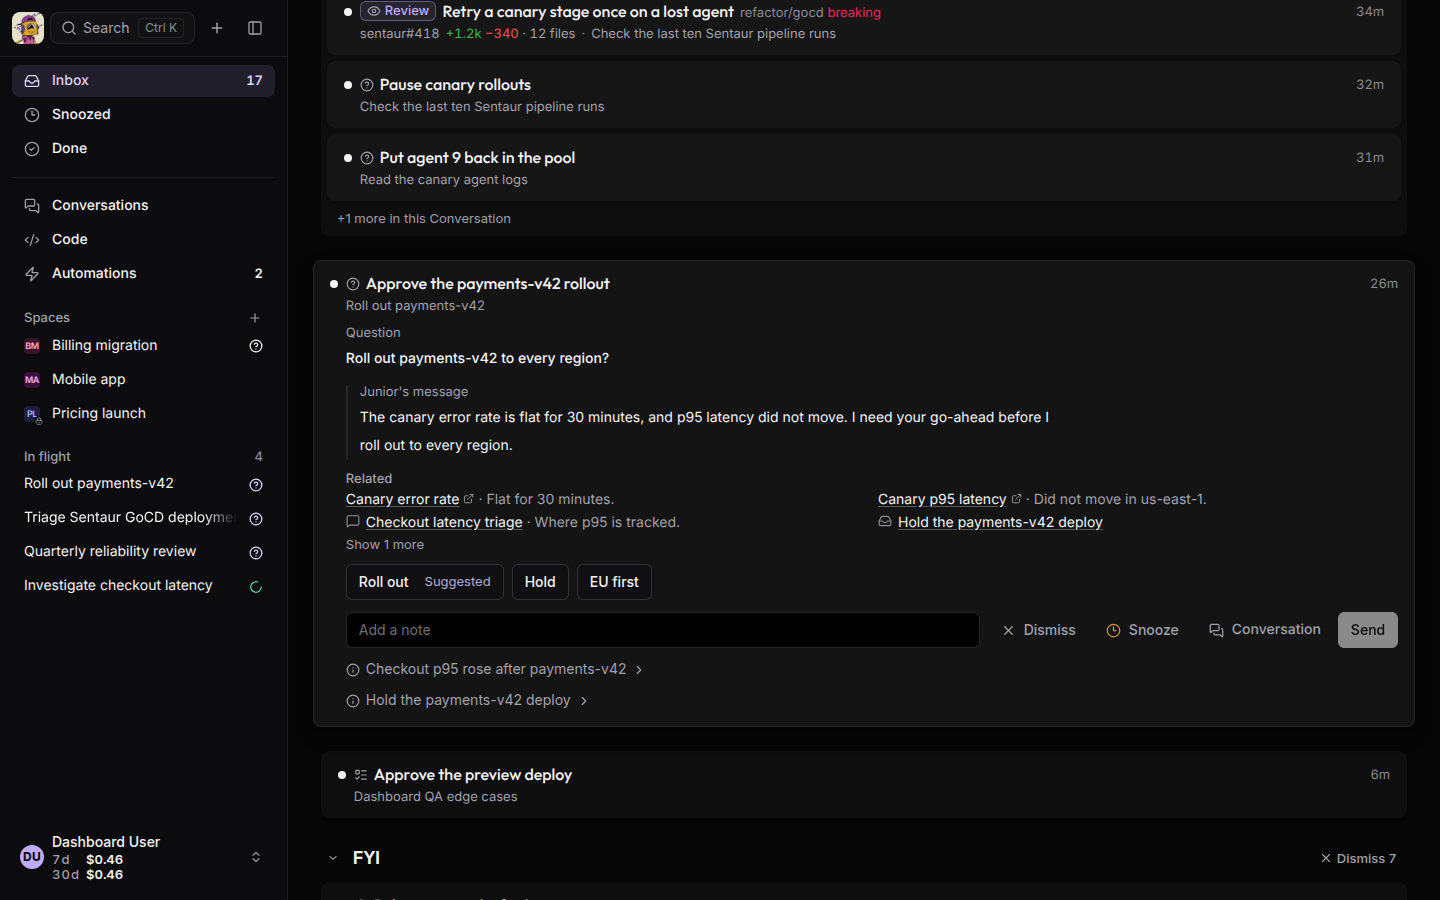 Search Ctrl K
Inbox 17
Snoozed
Done
Conversations
Code
Automations 2
Spaces
BM Billing migration
MA Mobile app
PL Pricing launch
In flight 4
Roll out payments-v42
Triage Sentaur GoCD deployme
Quarterly reliability review
Investigate checkout latency
DU Dashboard User
7d $0.46
30d $0.46
Review Retry a canary stage once on a lost agent refactor/gocd breaking 34m
sentaur#418 +1.2k −340 · 12 files · Check the last ten Sentaur pipeline runs
Pause canary rollouts 32m
Check the last ten Sentaur pipeline runs
Put agent 9 back in the pool 31m
Read the canary agent logs
+1 more in this Conversation
Approve the payments-v42 rollout 26m
Roll out payments-v42
Question
Roll out payments-v42 to every region?
Junior's message
The canary error rate is flat for 30 minutes, and p95 latency did not move. I need your go-ahead before I
roll out to every region.
Related
Canary error rate · Flat for 30 minutes. Canary p95 latency · Did not move in us-east-1.
Checkout latency triage · Where p95 is tracked. Hold the payments-v42 deploy
Show 1 more
Roll out Suggested Hold EU first
Add a note Dismiss Snooze Conversation Send
Checkout p95 rose after payments-v42
Hold the payments-v42 deploy
Approve the preview deploy 6m
Dashboard QA edge cases
FYI Dismiss 7